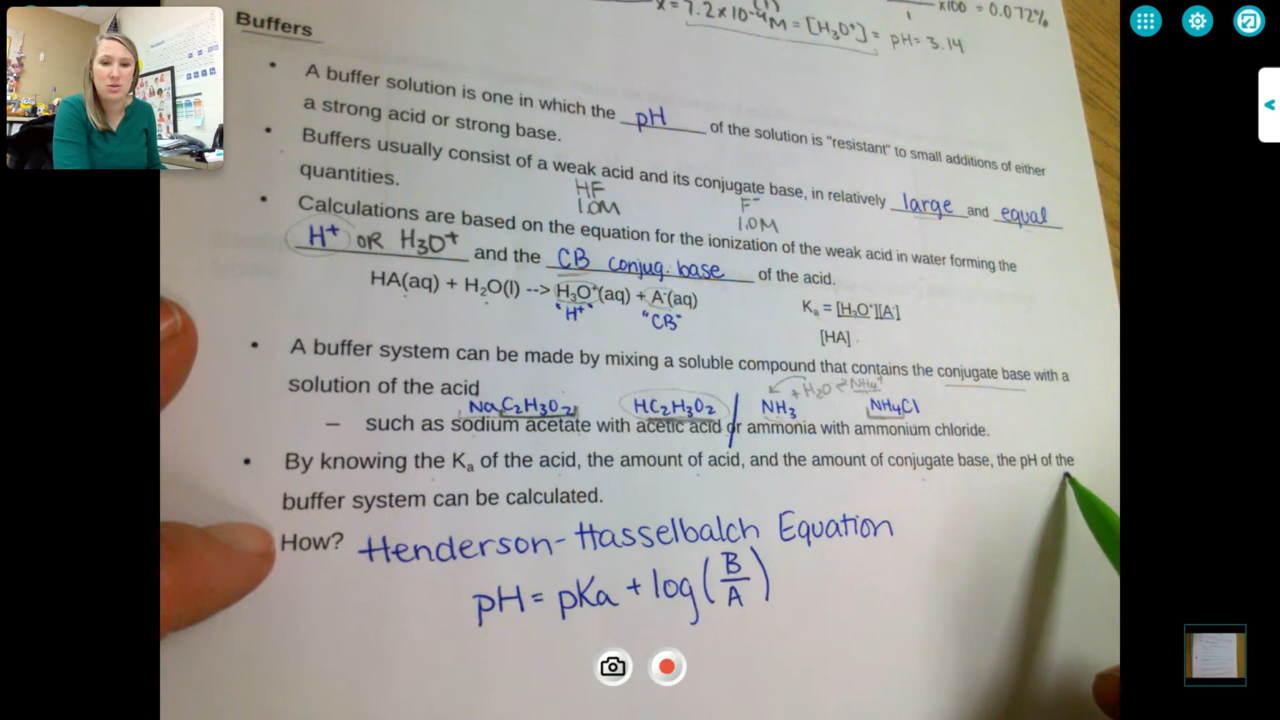 x = 7.2x10⁻⁴M = [H₃O⁺] = pH = 3.14
x100 = 0.072%
1
Buffers
• A buffer solution is one in which the pH of the solution is "resistant" to small additions of either
a strong acid or strong base.
• Buffers usually consist of a weak acid and its conjugate base, in relatively large and equal
quantities.
HF F⁻
1.0M 1.0M
• Calculations are based on the equation for the ionization of the weak acid in water forming the
H⁺ OR H₃O⁺ and the CB conjug. base of the acid.
HA(aq) + H₂O(l) --> H₃O⁺(aq) + A⁻(aq)
"H⁺" "CB"
Kₐ = [H₃O⁺][A⁻]
[HA]
• A buffer system can be made by mixing a soluble compound that contains the conjugate base with a
solution of the acid
+ H₂O ⇌ NH₄⁺
NaC₂H₃O₂ HC₂H₃O₂ / NH₃ NH₄Cl
– such as sodium acetate with acetic acid or ammonia with ammonium chloride.
• By knowing the Kₐ of the acid, the amount of acid, and the amount of conjugate base, the pH of the
buffer system can be calculated.
How? Henderson-Hasselbalch Equation
pH = pKa + log(B/A)